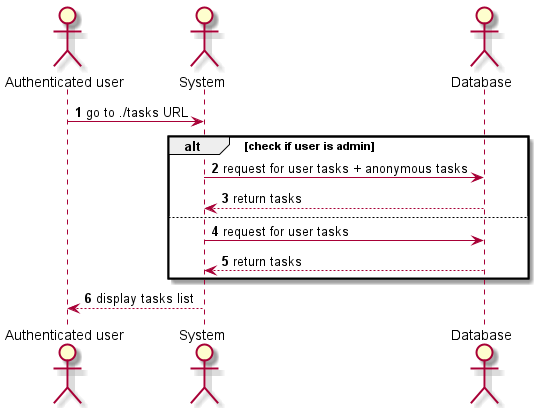 Authenticated user System Database
1 go to ./tasks URL
alt [check if user is admin]
2 request for user tasks + anonymous tasks
3 return tasks
4 request for user tasks
5 return tasks
6 display tasks list
Authenticated user System Database